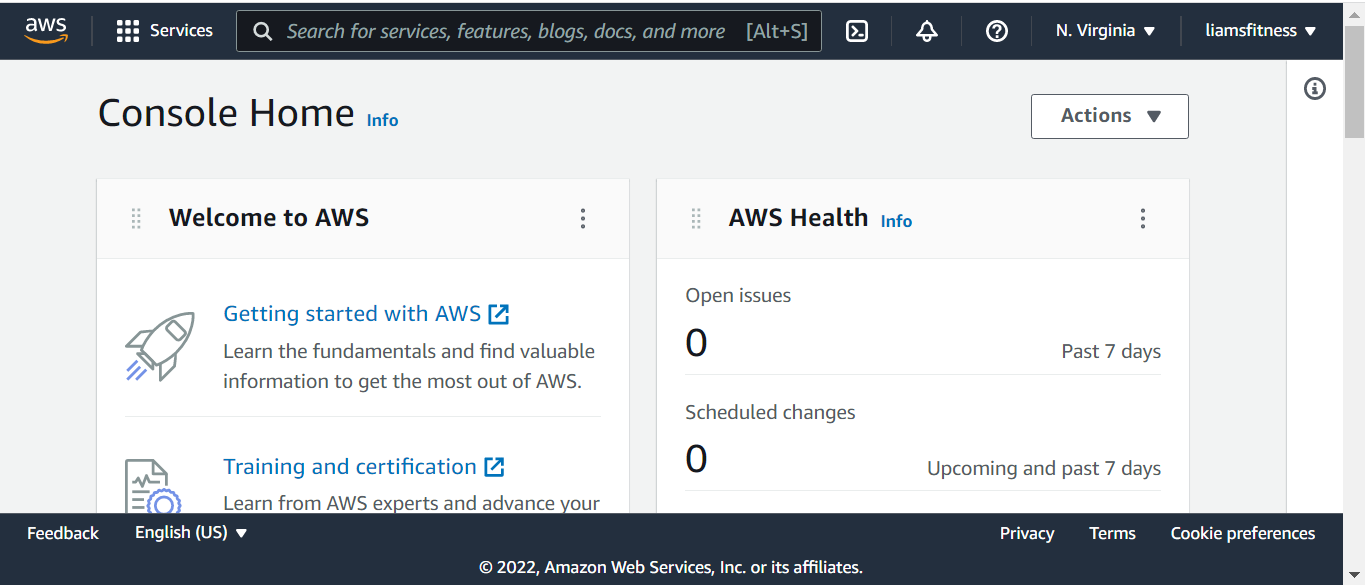 aws
Services
Search for services, features, blogs, docs, and more [Alt+S]
N. Virginia
liamsfitness
Console Home Info
Actions
Welcome to AWS
Getting started with AWS
Learn the fundamentals and find valuable
information to get the most out of AWS.
Training and certification
Learn from AWS experts and advance your
AWS Health Info
Open issues
0
Past 7 days
Scheduled changes
0
Upcoming and past 7 days
Feedback
English (US)
Privacy
Terms
Cookie preferences
© 2022, Amazon Web Services, Inc. or its affiliates.